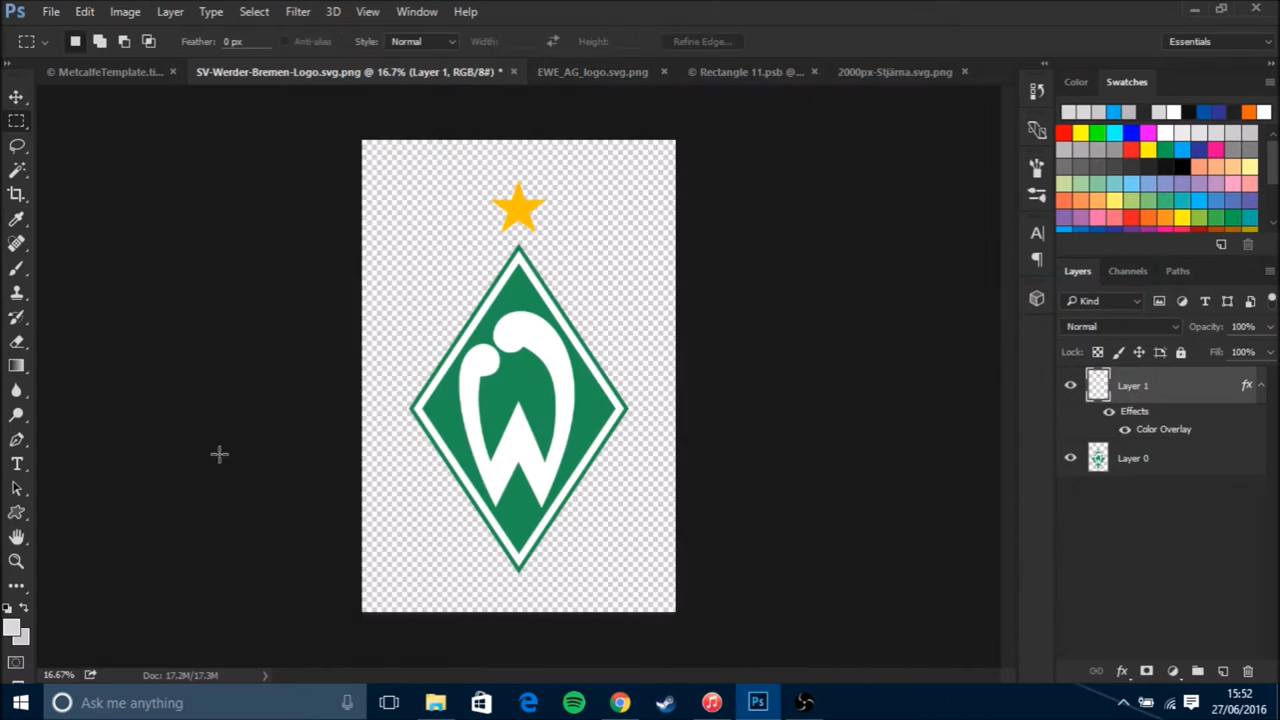 Ps File Edit Image Layer Type Select Filter 3D View Window Help
Feather: 0 px Anti-alias Style: Normal Width: Height: Refine Edge... Essentials
© MetcalfeTemplate.ti... × SV-Werder-Bremen-Logo.svg.png @ 16.7% (Layer 1, RGB/8#) * × EWE_AG_logo.svg.png × © Rectangle 11.psb @... × 2000px-Stjärna.svg.png ×
Color Swatches
Layers Channels Paths
Kind
Normal Opacity: 100%
Lock: Fill: 100%
Layer 1 fx
Effects
Color Overlay
Layer 0
W
16.67% Doc: 17.2M/17.3M
fx
Ask me anything
Ps
15:52
27/06/2016